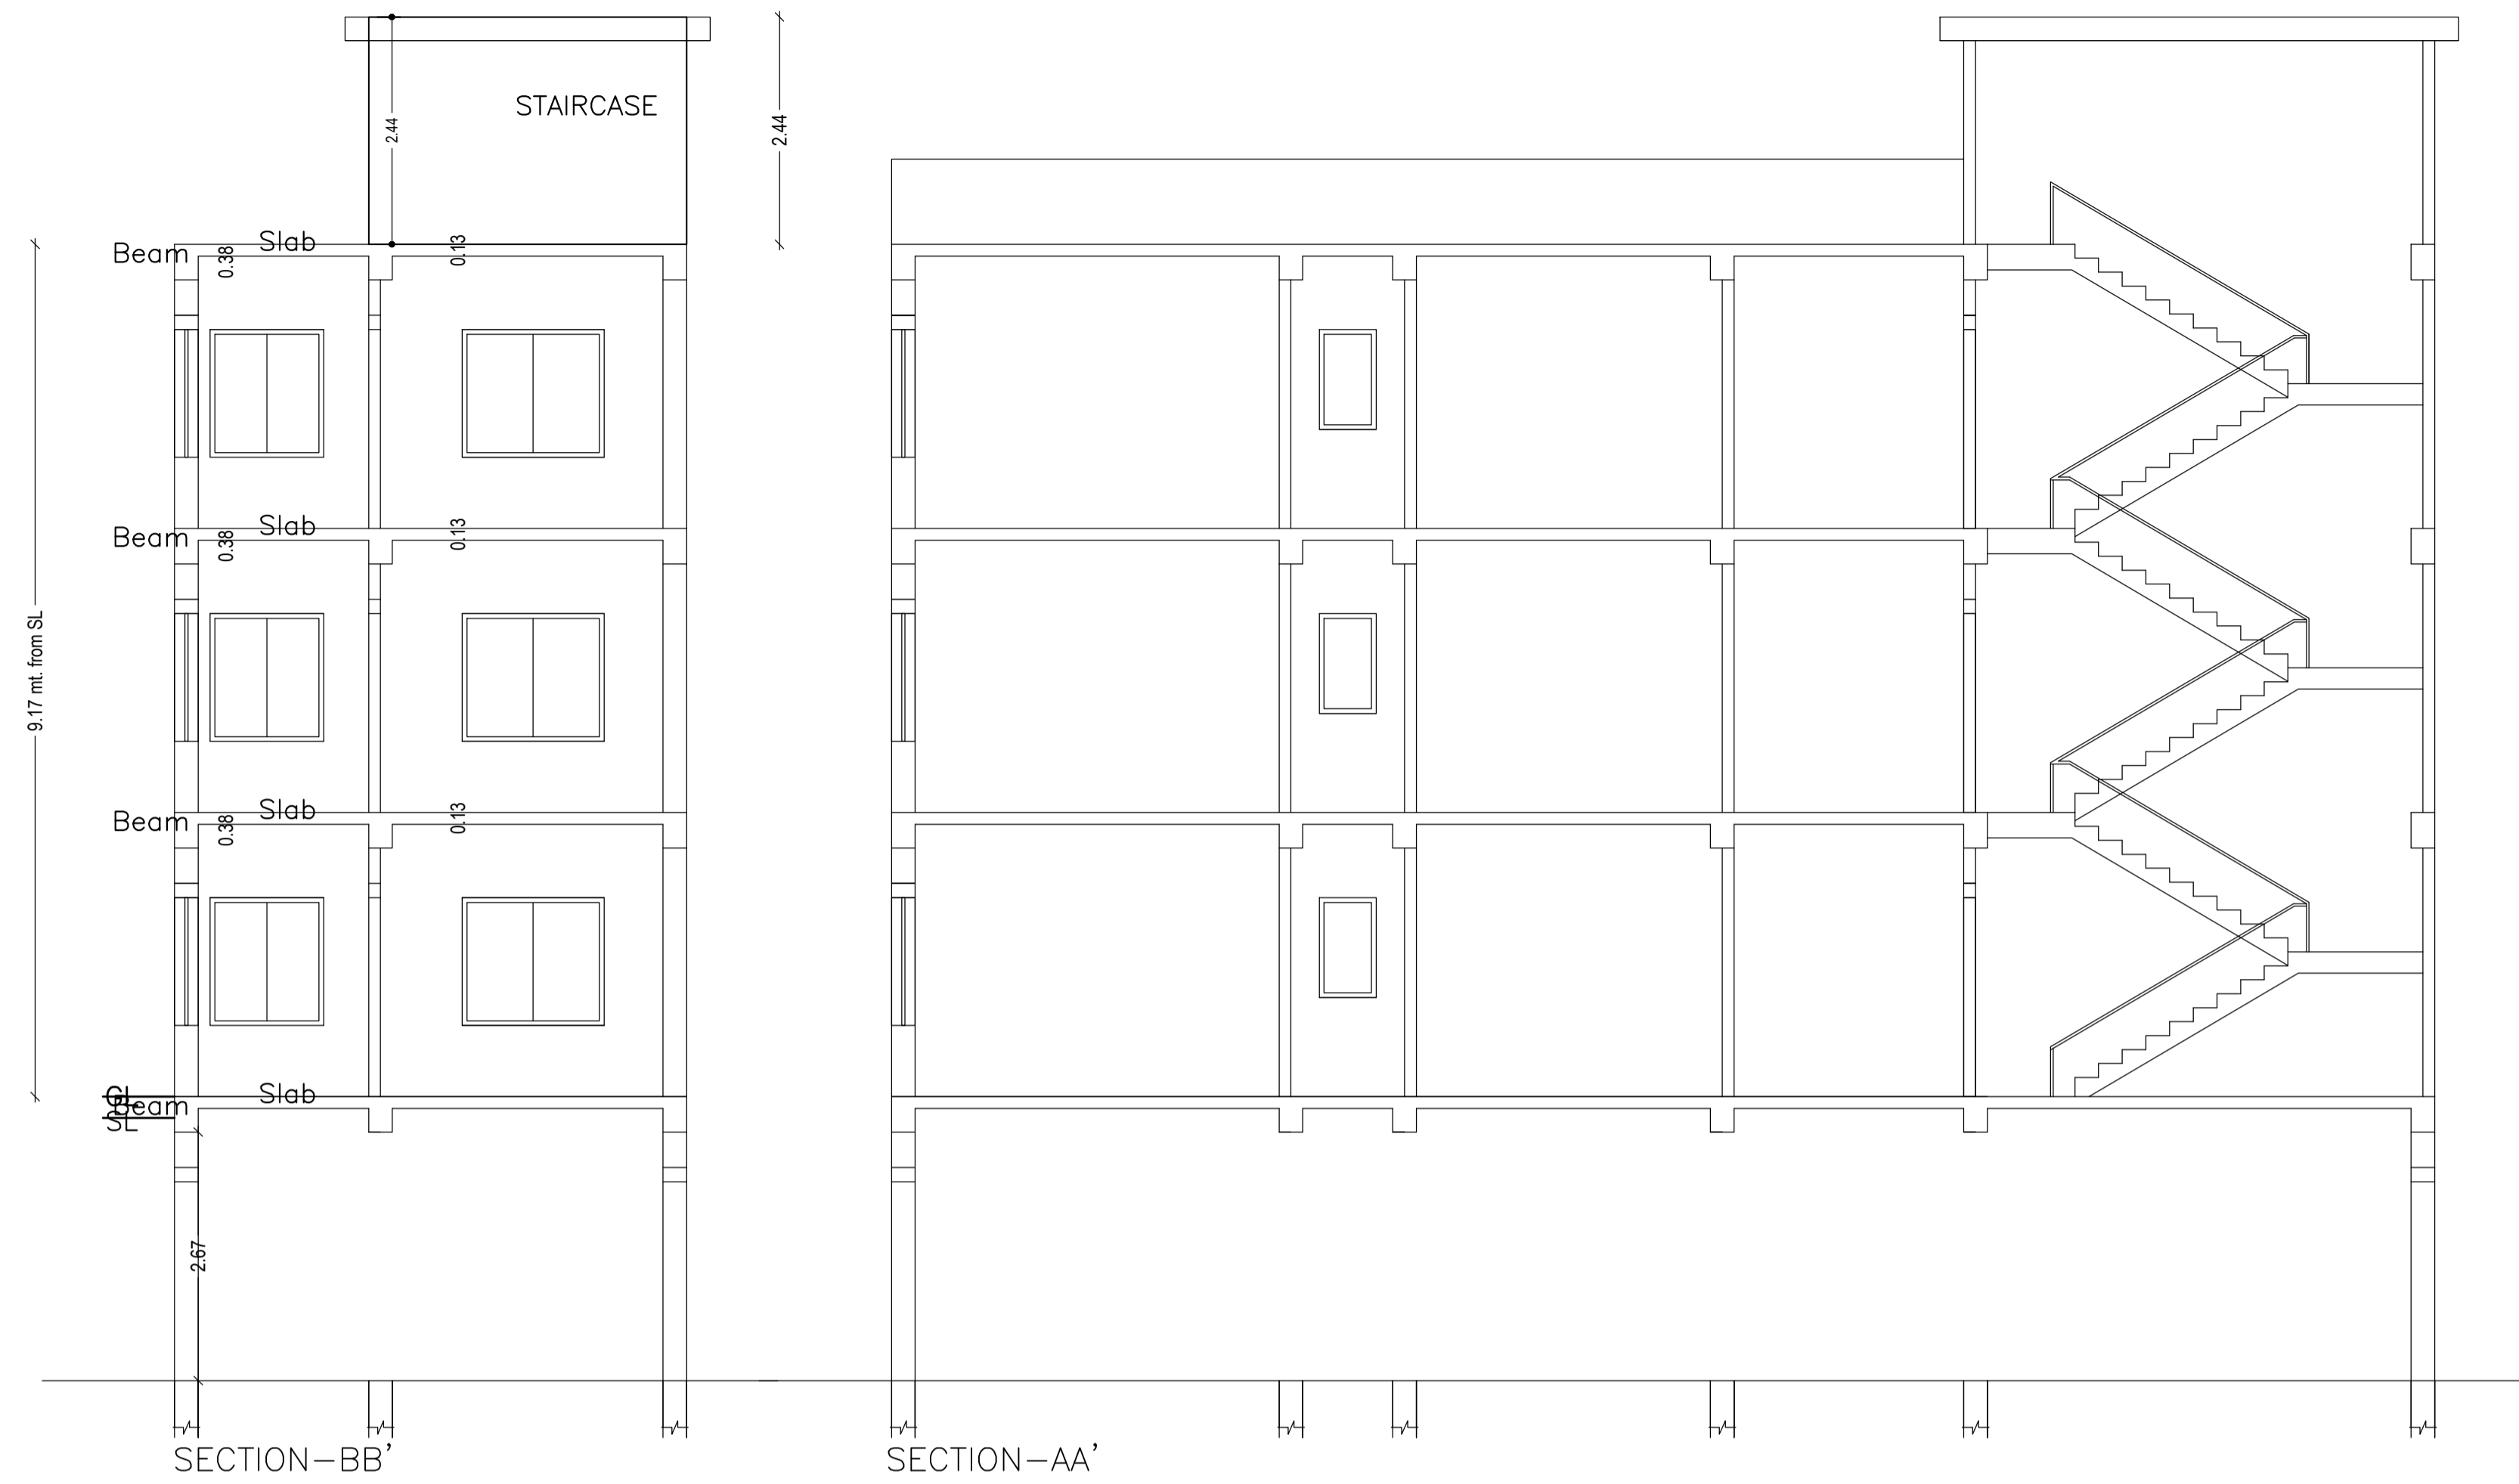 STAIRCASE
2.44
2.44
Beam
Slab
0.38
0.13
Beam
Slab
0.38
0.13
9.17 mt. from SL
Beam
Slab
0.38
0.13
GL
Beam
Slab
SL
2.67
SECTION-BB'
SECTION-AA'